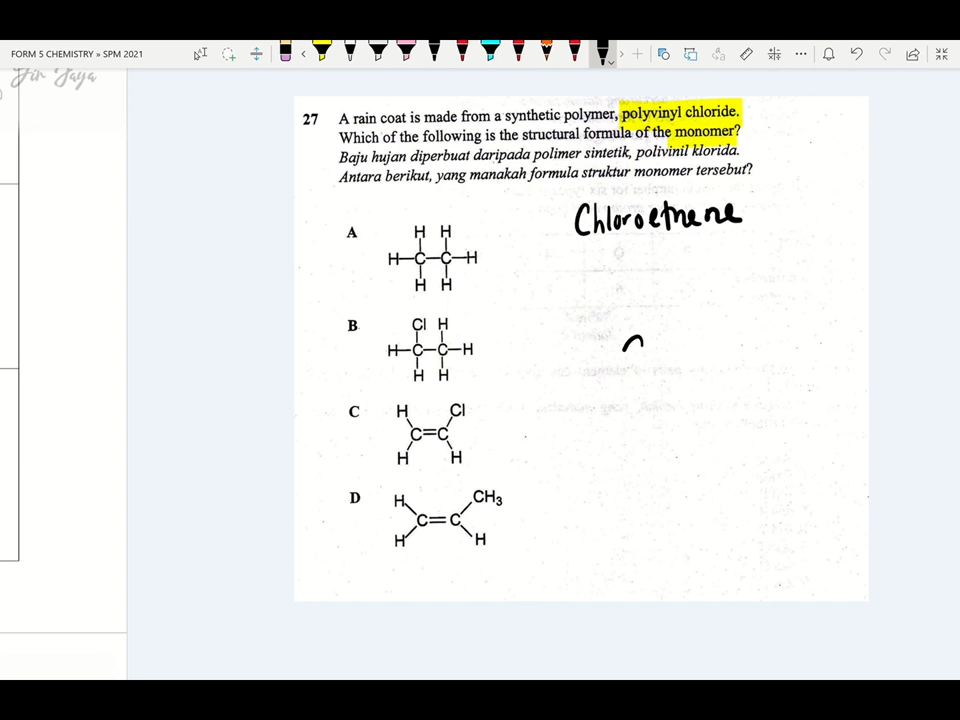 FORM 5 CHEMISTRY » SPM 2021
27 A rain coat is made from a synthetic polymer, polyvinyl chloride.
Which of the following is the structural formula of the monomer?
Baju hujan diperbuat daripada polimer sintetik, polivinil klorida.
Antara berikut, yang manakah formula struktur monomer tersebut?
Chloroethene
A
H H
H—C—C—H
H H
B
Cl H
H—C—C—H
H H
C
H Cl
C=C
H H
D
H CH₃
C=C
H H